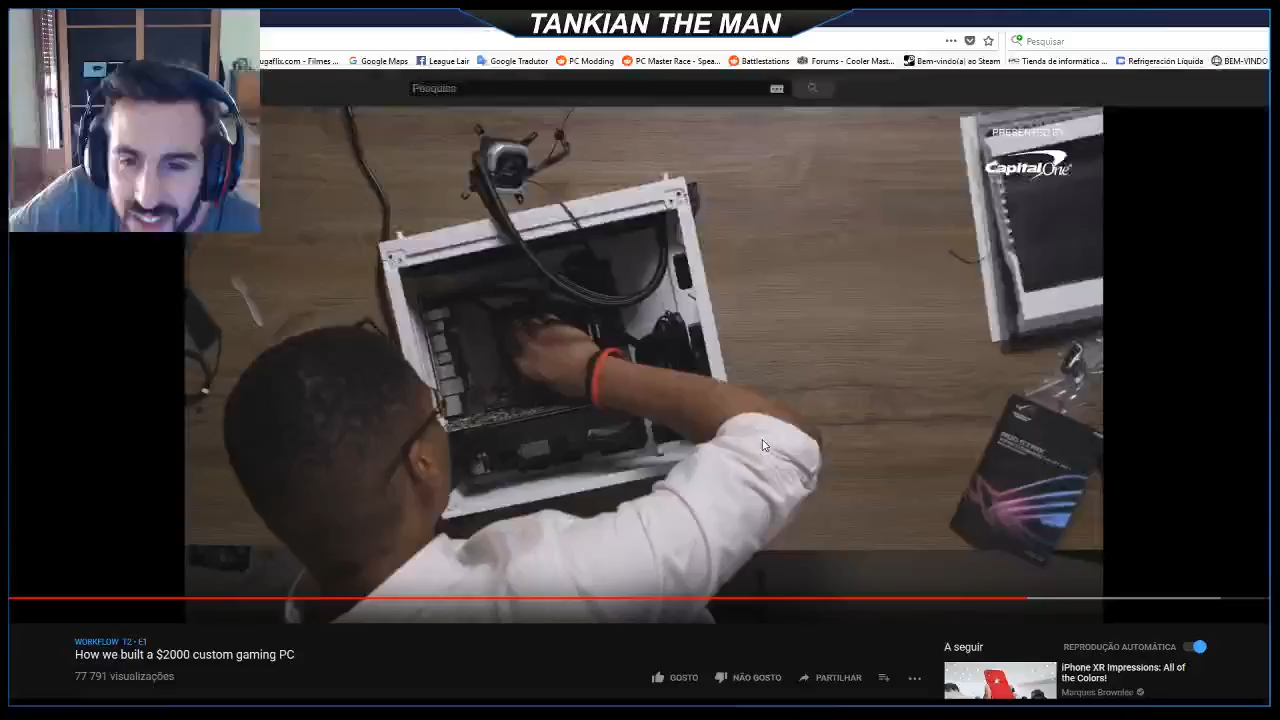 TANKIAN THE MAN
Pesquisar
ugaflix.com - Filmes ...
Google Maps
League Lair
Google Tradutor
PC Modding
PC Master Race - Spea...
Battlestations
Forums - Cooler Mast...
Bem-vindo(a) ao Steam
Tienda de informática ...
Refrigeración Líquida
BEM-VINDO
Pesquisa
PRESENTED BY
Capital One
WORKFLOW T2 • E1
How we built a $2000 custom gaming PC
77 791 visualizações
GOSTO
NÃO GOSTO
PARTILHAR
A seguir
REPRODUÇÃO AUTOMÁTICA
iPhone XR Impressions: All of
the Colors!
Marques Brownlee